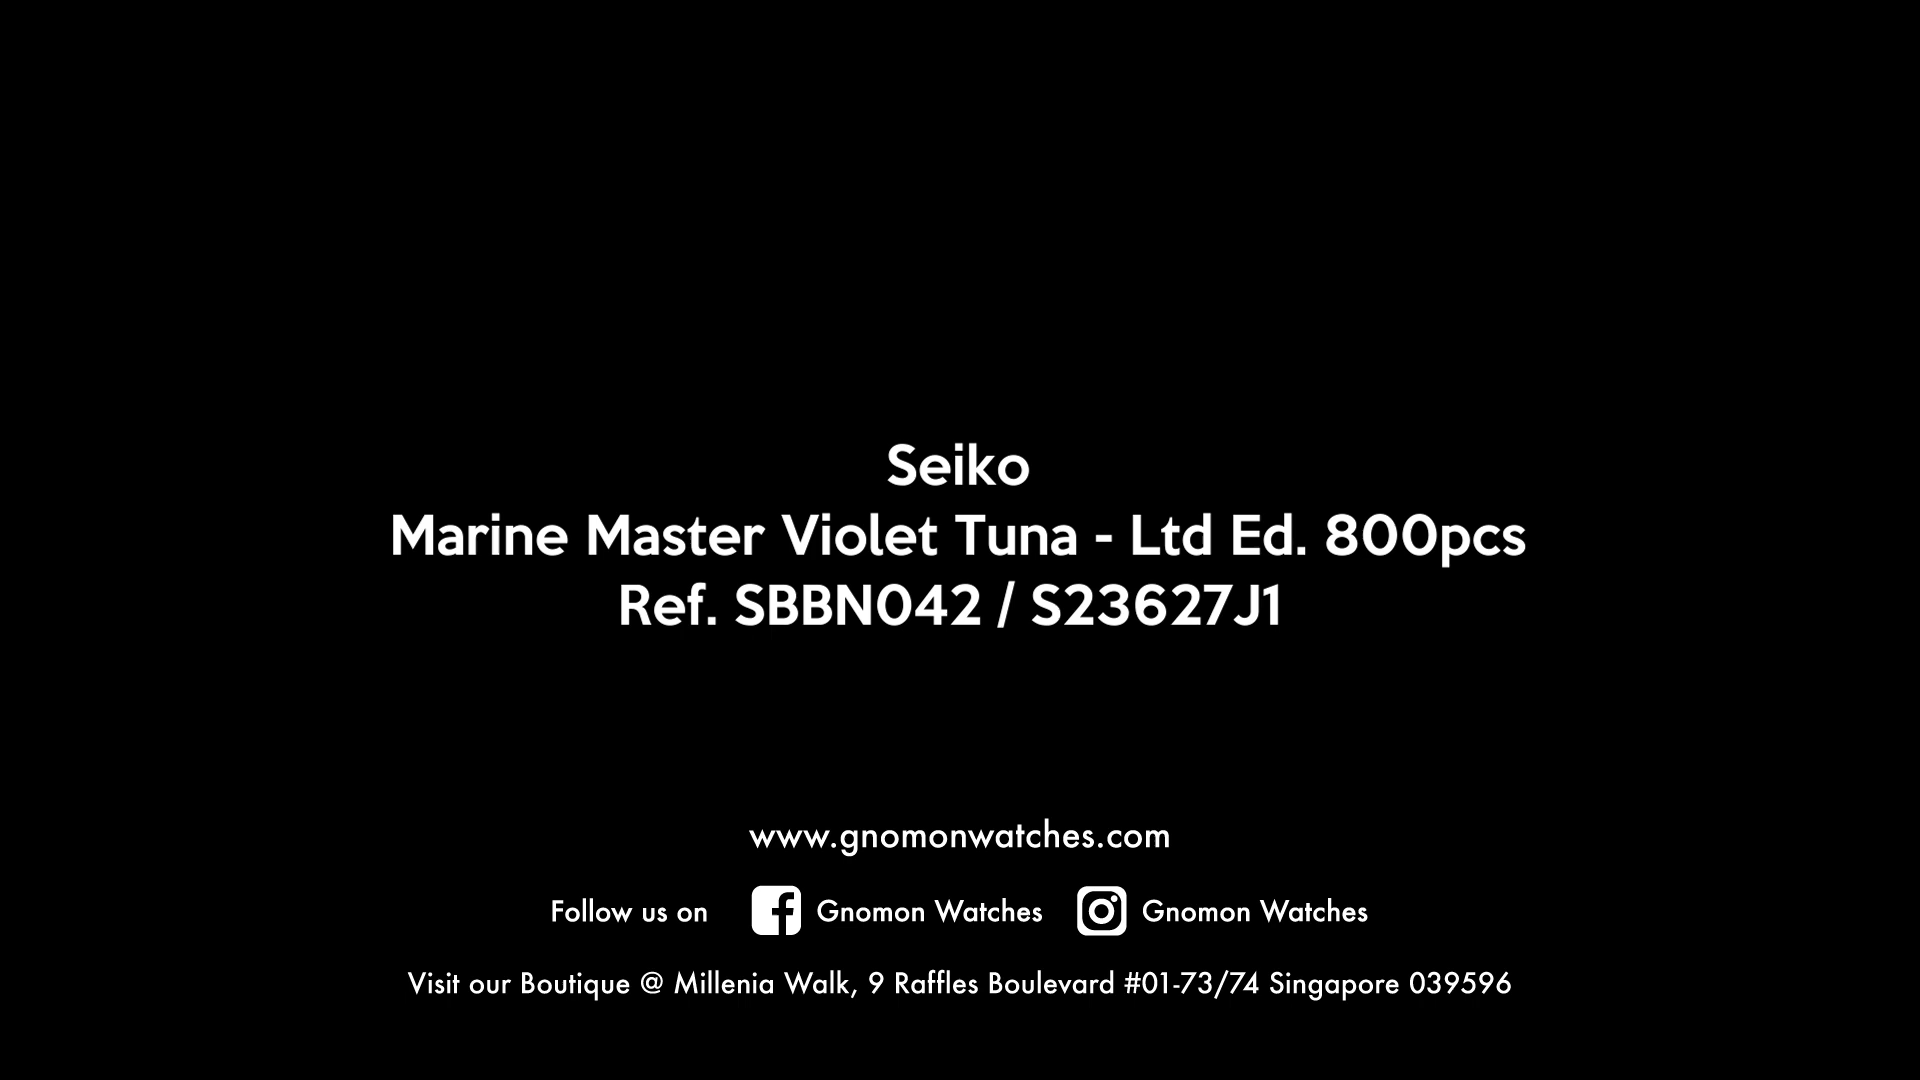 Seiko
Marine Master Violet Tuna - Ltd Ed. 800pcs
Ref. SBBN042 / S23627J1
www.gnomonwatches.com
Follow us on Gnomon Watches Gnomon Watches
Visit our Boutique @ Millenia Walk, 9 Raffles Boulevard #01-73/74 Singapore 039596